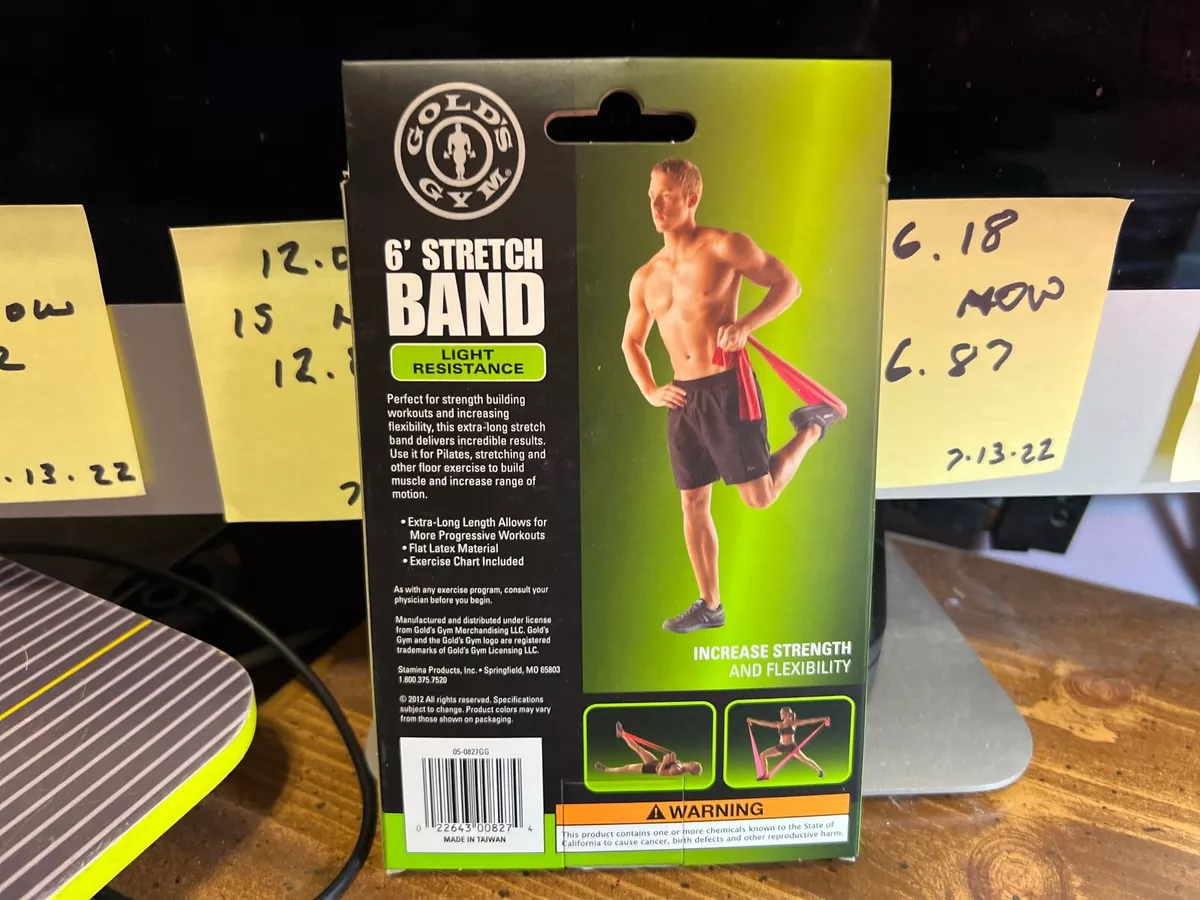 GOLD'S GYM®
6' STRETCH
BAND
LIGHT
RESISTANCE
Perfect for strength building
workouts and increasing
flexibility, this extra-long stretch
band delivers incredible results.
Use it for Pilates, stretching and
other floor exercise to build
muscle and increase range of
motion.
• Extra-Long Length Allows for
More Progressive Workouts
• Flat Latex Material
• Exercise Chart Included
As with any exercise program, consult your
physician before you begin.
Manufactured and distributed under license
from Gold's Gym Merchandising LLC. Gold's
Gym and the Gold's Gym logo are registered
trademarks of Gold's Gym Licensing LLC.
Stamina Products, Inc. • Springfield, MO 65803
1.800.375.7520
© 2012 All rights reserved. Specifications
subject to change. Product colors may vary
from those shown on packaging.
05-0827GG
0 22643 00827 4
MADE IN TAIWAN
INCREASE STRENGTH
AND FLEXIBILITY
WARNING
This product contains one or more chemicals known to the State of
California to cause cancer, birth defects and other reproductive harm.
OW
2
.13.22
12.0
15
12.
7
6.18
NOW
6.87
7.13.22